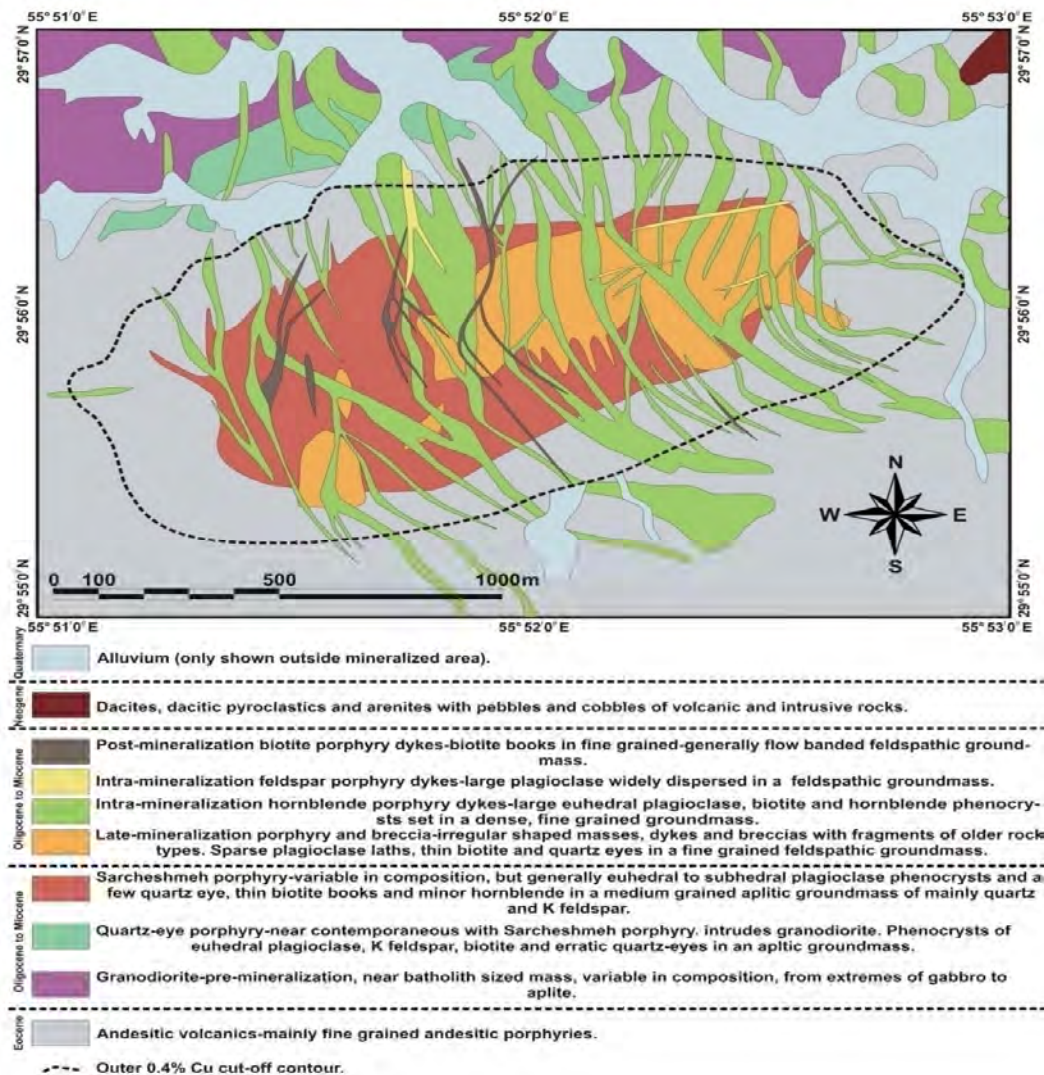 55° 51′ 0″ E
55° 52′ 0″ E
55° 53′ 0″ E
29° 57′ 0″ N
29° 57′ 0″ N
29° 56′ 0″ N
29° 56′ 0″ N
N
W
E
S
0 100 500 1000m
29° 55′ 0″ N
29° 55′ 0″ N
55° 51′ 0″ E
55° 52′ 0″ E
55° 53′ 0″ E
Quaternary
Alluvium (only shown outside mineralized area).
Neogene
Dacites, dacitic pyroclastics and arenites with pebbles and cobbles of volcanic and intrusive rocks.
Oligocene to Miocene
Post-mineralization biotite porphyry dykes-biotite books in fine grained-generally flow banded feldspathic ground-
mass.
Intra-mineralization feldspar porphyry dykes-large plagioclase widely dispersed in a feldspathic groundmass.
Intra-mineralization hornblende porphyry dykes-large euhedral plagioclase, biotite and hornblende phenocry-
sts set in a dense, fine grained groundmass.
Late-mineralization porphyry and breccia-irregular shaped masses, dykes and breccias with fragments of older rock
types. Sparse plagioclase laths, thin biotite and quartz eyes in a fine grained feldspathic groundmass.
Oligocene to Miocene
Sarcheshmeh porphyry-variable in composition, but generally euhedral to subhedral plagioclase phenocrysts and a
few quartz eye, thin biotite books and minor hornblende in a medium grained aplitic groundmass of mainly quartz
and K feldspar.
Quartz-eye porphyry-near contemporaneous with Sarcheshmeh porphyry. intrudes granodiorite. Phenocrysts of
euhedral plagioclase, K feldspar, biotite and erratic quartz-eyes in an apltic groundmass.
Granodiorite-pre-mineralization, near batholith sized mass, variable in composition, from extremes of gabbro to
aplite.
Eocene
Andesitic volcanics-mainly fine grained andesitic porphyries.
Outer 0.4% Cu cut-off contour.